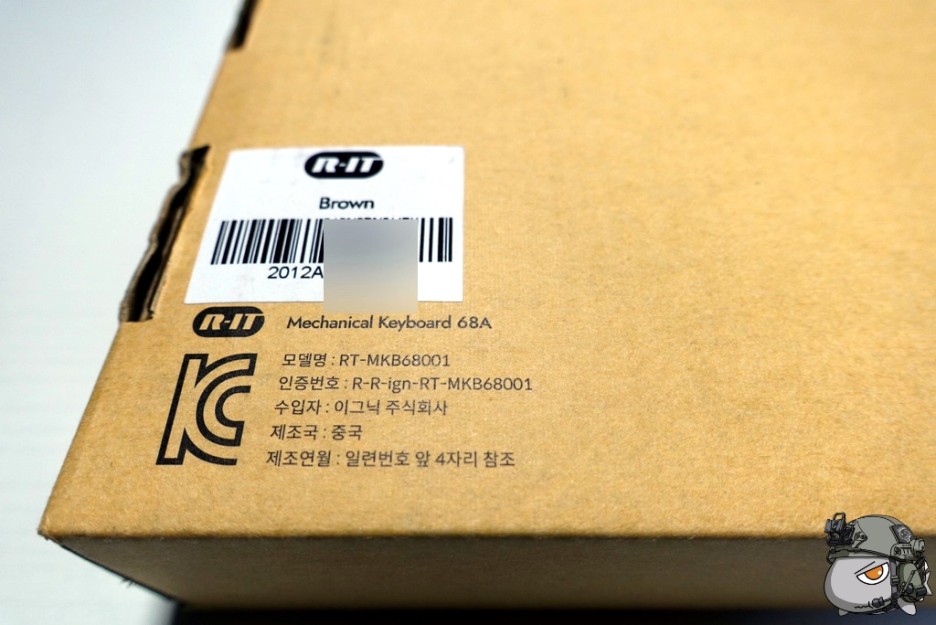 R-IT
Brown
2012A
R-IT Mechanical Keyboard 68A
모델명 : RT-MKB68001
인증번호 : R-R-ign-RT-MKB68001
수입자 : 이그닉 주식회사
제조국 : 중국
제조연월 : 일련번호 앞 4자리 참조